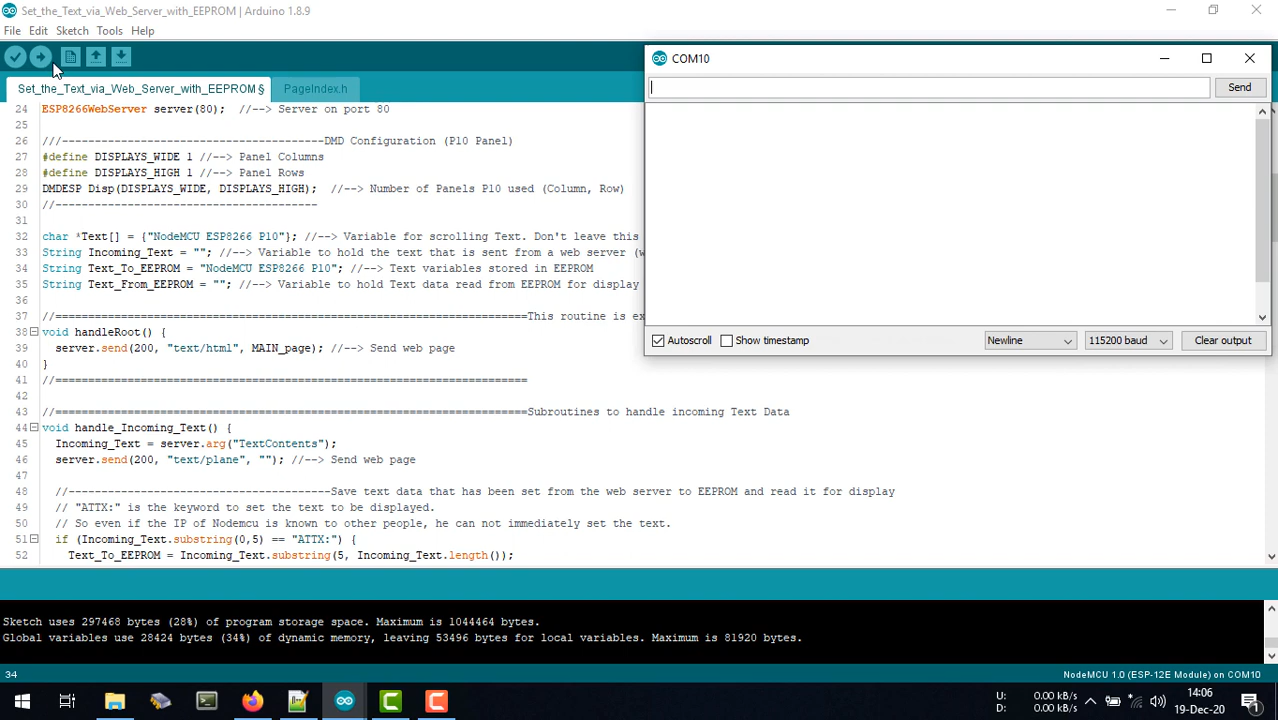 Set_the_Text_via_Web_Server_with_EEPROM | Arduino 1.8.9
File Edit Sketch Tools Help
Set_the_Text_via_Web_Server_with_EEPROM § PageIndex.h
24 ESP8266WebServer server(80); //--> Server on port 80
25
26 ///----------------------------------------DMD Configuration (P10 Panel)
27 #define DISPLAYS_WIDE 1 //--> Panel Columns
28 #define DISPLAYS_HIGH 1 //--> Panel Rows
29 DMDESP Disp(DISPLAYS_WIDE, DISPLAYS_HIGH); //--> Number of Panels P10 used (Column, Row)
30 //----------------------------------------
31
32 char *Text[] = {"NodeMCU ESP8266 P10"}; //--> Variable for scrolling Text. Don't leave this
33 String Incoming_Text = ""; //--> Variable to hold the text that is sent from a web server (w
34 String Text_To_EEPROM = "NodeMCU ESP8266 P10"; //--> Text variables stored in EEPROM
35 String Text_From_EEPROM = ""; //--> Variable to hold Text data read from EEPROM for display
36
37 //========================================================================This routine is ex
38 void handleRoot() {
39 server.send(200, "text/html", MAIN_page); //--> Send web page
40 }
41 //========================================================================
42
43 //========================================================================Subroutines to handle incoming Text Data
44 void handle_Incoming_Text() {
45 Incoming_Text = server.arg("TextContents");
46 server.send(200, "text/plane", ""); //--> Send web page
47
48 //----------------------------------------Save text data that has been set from the web server to EEPROM and read it for display
49 // "ATTX:" is the keyword to set the text to be displayed.
50 // So even if the IP of Nodemcu is known to other people, he can not immediately set the text.
51 if (Incoming_Text.substring(0,5) == "ATTX:") {
52 Text_To_EEPROM = Incoming_Text.substring(5, Incoming_Text.length());
COM10
Send
Autoscroll Show timestamp Newline 115200 baud Clear output
Sketch uses 297468 bytes (28%) of program storage space. Maximum is 1044464 bytes.
Global variables use 28424 bytes (34%) of dynamic memory, leaving 53496 bytes for local variables. Maximum is 81920 bytes.
34 NodeMCU 1.0 (ESP-12E Module) on COM10
U: 0.00 kB/s 14:06
D: 0.00 kB/s 19-Dec-20 1